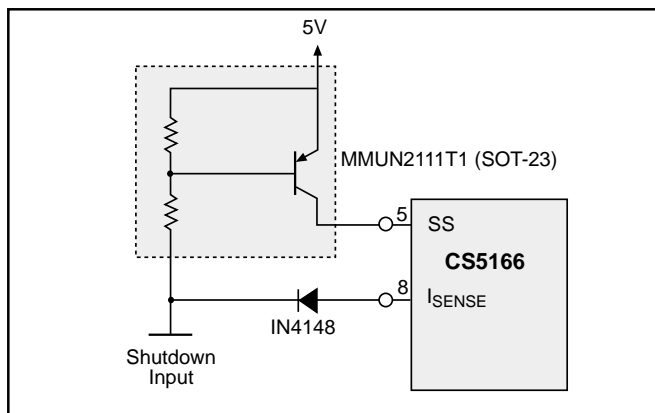 5V
MMUN2111T1 (SOT-23)
5
SS
CS5166
8
ISENSE
IN4148
Shutdown
Input